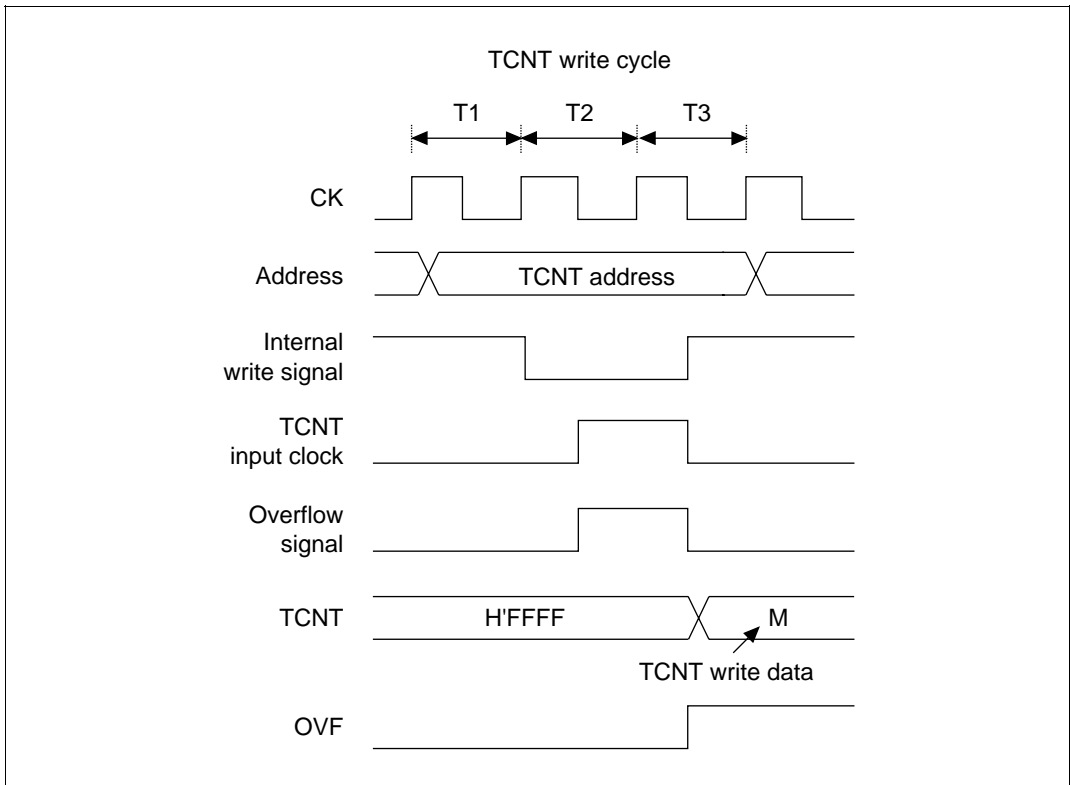 TCNT write cycle
T1 T2 T3
CK
Address TCNT address
Internal
write signal
TCNT
input clock
Overflow
signal
TCNT H'FFFF M
TCNT write data
OVF